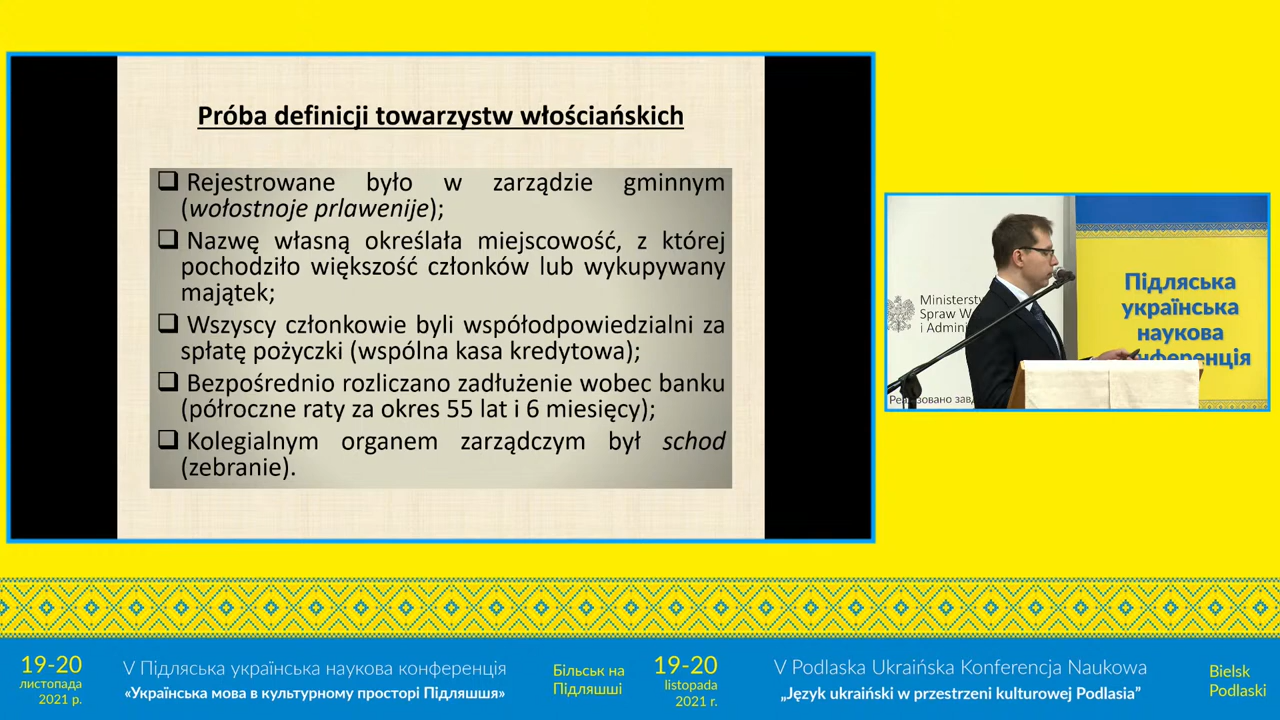 Próba definicji towarzystw włościańskich
Rejestrowane było w zarządzie gminnym
(wołostnoje prlawenije);
Nazwę własną określała miejscowość, z której
pochodziło większość członków lub wykupywany
majątek;
Wszyscy członkowie byli współodpowiedzialni za
spłatę pożyczki (wspólna kasa kredytowa);
Bezpośrednio rozliczano zadłużenie wobec banku
(półroczne raty za okres 55 lat i 6 miesięcy);
Kolegialnym organem zarządczym był schod
(zebranie).
Ministerst
Spraw W
i Admin
Підляська
українська
наукова
нференція
19-20
листопада
2021 р.
V Підляська українська наукова конференція
«Українська мова в культурному просторі Підляшшя»
Більськ на
Підляшші
19-20
listopada
2021 r.
V Podlaska Ukraińska Konferencja Naukowa
„Język ukraiński w przestrzeni kulturowej Podlasia”
Bielsk
Podlaski